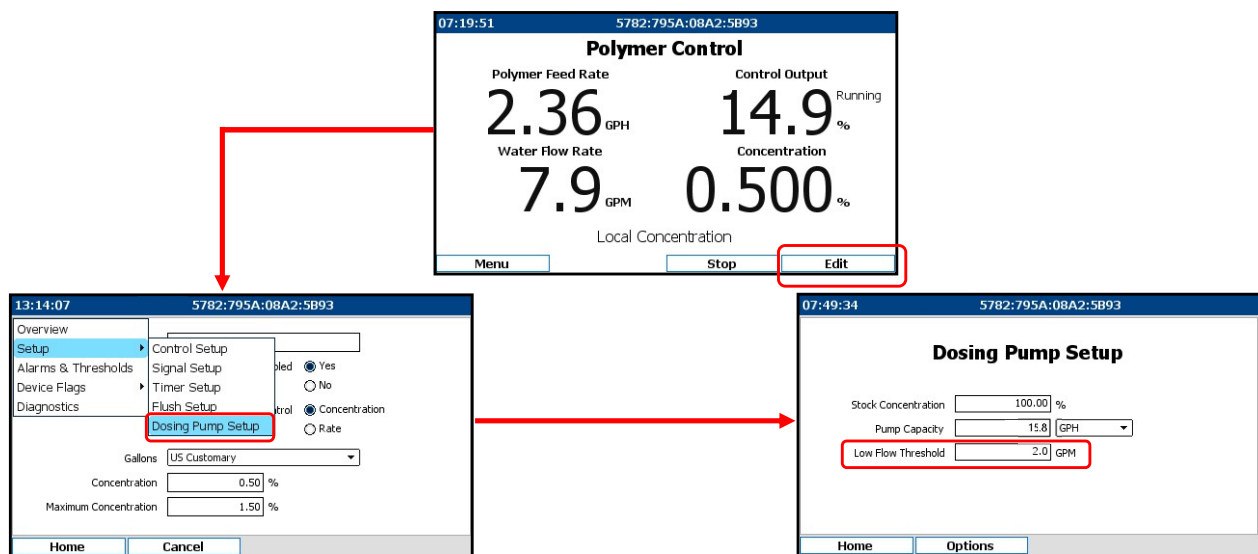 07:19:51 5782:795A:08A2:5B93
Polymer Control
Polymer Feed Rate Control Output
2.36 GPH 14.9 % Running
Water Flow Rate Concentration
7.9 GPM 0.500 %
Local Concentration
Menu Stop Edit
13:14:07 5782:795A:08A2:5B93
Overview
Setup Control Setup
Alarms & Thresholds Signal Setup bled Yes
Device Flags Timer Setup No
Diagnostics Flush Setup trol Concentration
Dosing Pump Setup Rate
Gallons US Customary
Concentration 0.50 %
Maximum Concentration 1.50 %
Home Cancel
07:49:34 5782:795A:08A2:5B93
Dosing Pump Setup
Stock Concentration 100.00 %
Pump Capacity 15.8 GPH
Low Flow Threshold 2.0 GPM
Home Options